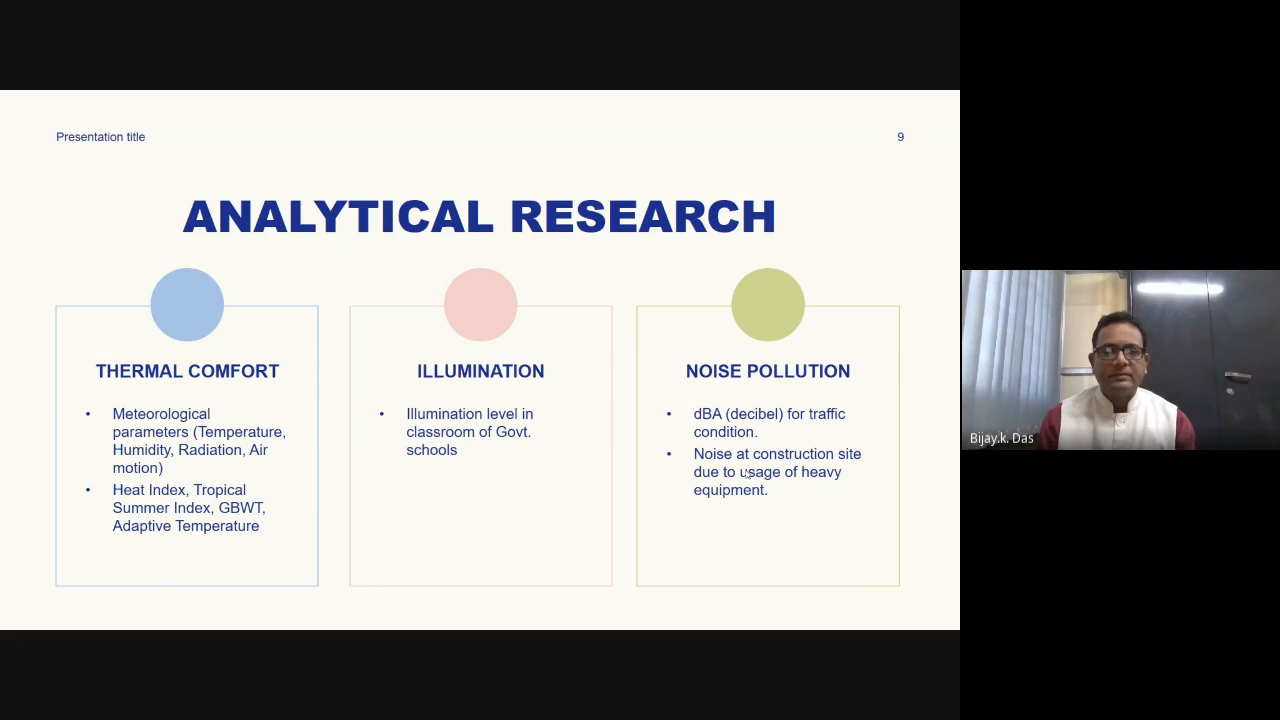 Presentation title
9
ANALYTICAL RESEARCH
THERMAL COMFORT
• Meteorological
parameters (Temperature,
Humidity, Radiation, Air
motion)
• Heat Index, Tropical
Summer Index, GBWT,
Adaptive Temperature
ILLUMINATION
• Illumination level in
classroom of Govt.
schools
NOISE POLLUTION
• dBA (decibel) for traffic
condition.
• Noise at construction site
due to usage of heavy
equipment.
Bijay.k. Das